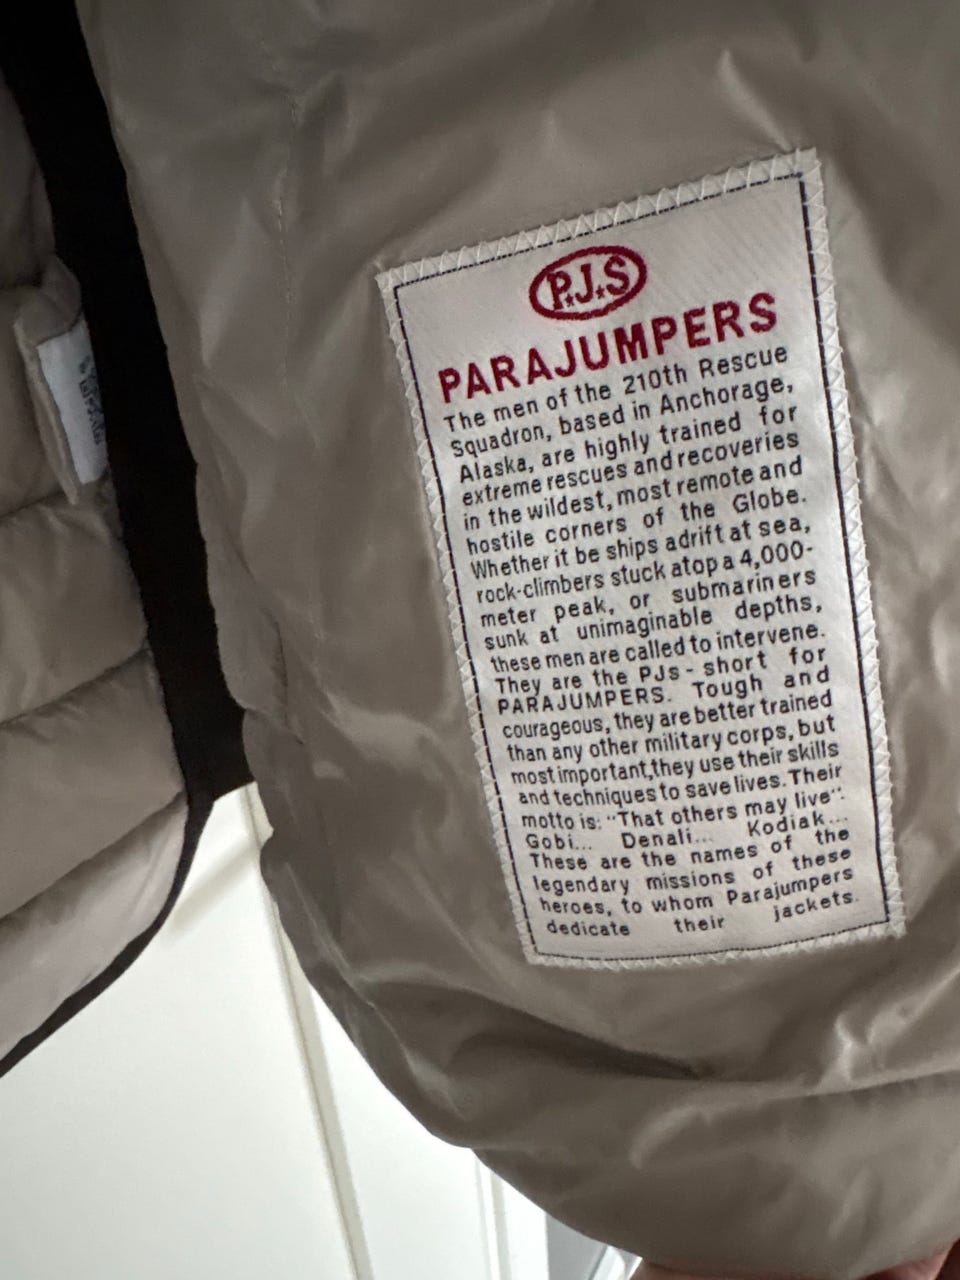 P.J.S
PARAJUMPERS
The men of the 210th Rescue
Squadron, based in Anchorage,
Alaska, are highly trained for
extreme rescues and recoveries
in the wildest, most remote and
hostile corners of the Globe.
Whether it be ships adrift at sea,
rock-climbers stuck atop a 4,000-
meter peak, or submariners
sunk at unimaginable depths,
these men are called to intervene.
They are the PJs - short for
PARAJUMPERS. Tough and
courageous, they are better trained
than any other military corps, but
most important,they use their skills
and techniques to save lives. Their
motto is: "That others may live".
Gobi... Denali... Kodiak...
These are the names of the
legendary missions of these
heroes, to whom Parajumpers
dedicate their jackets.